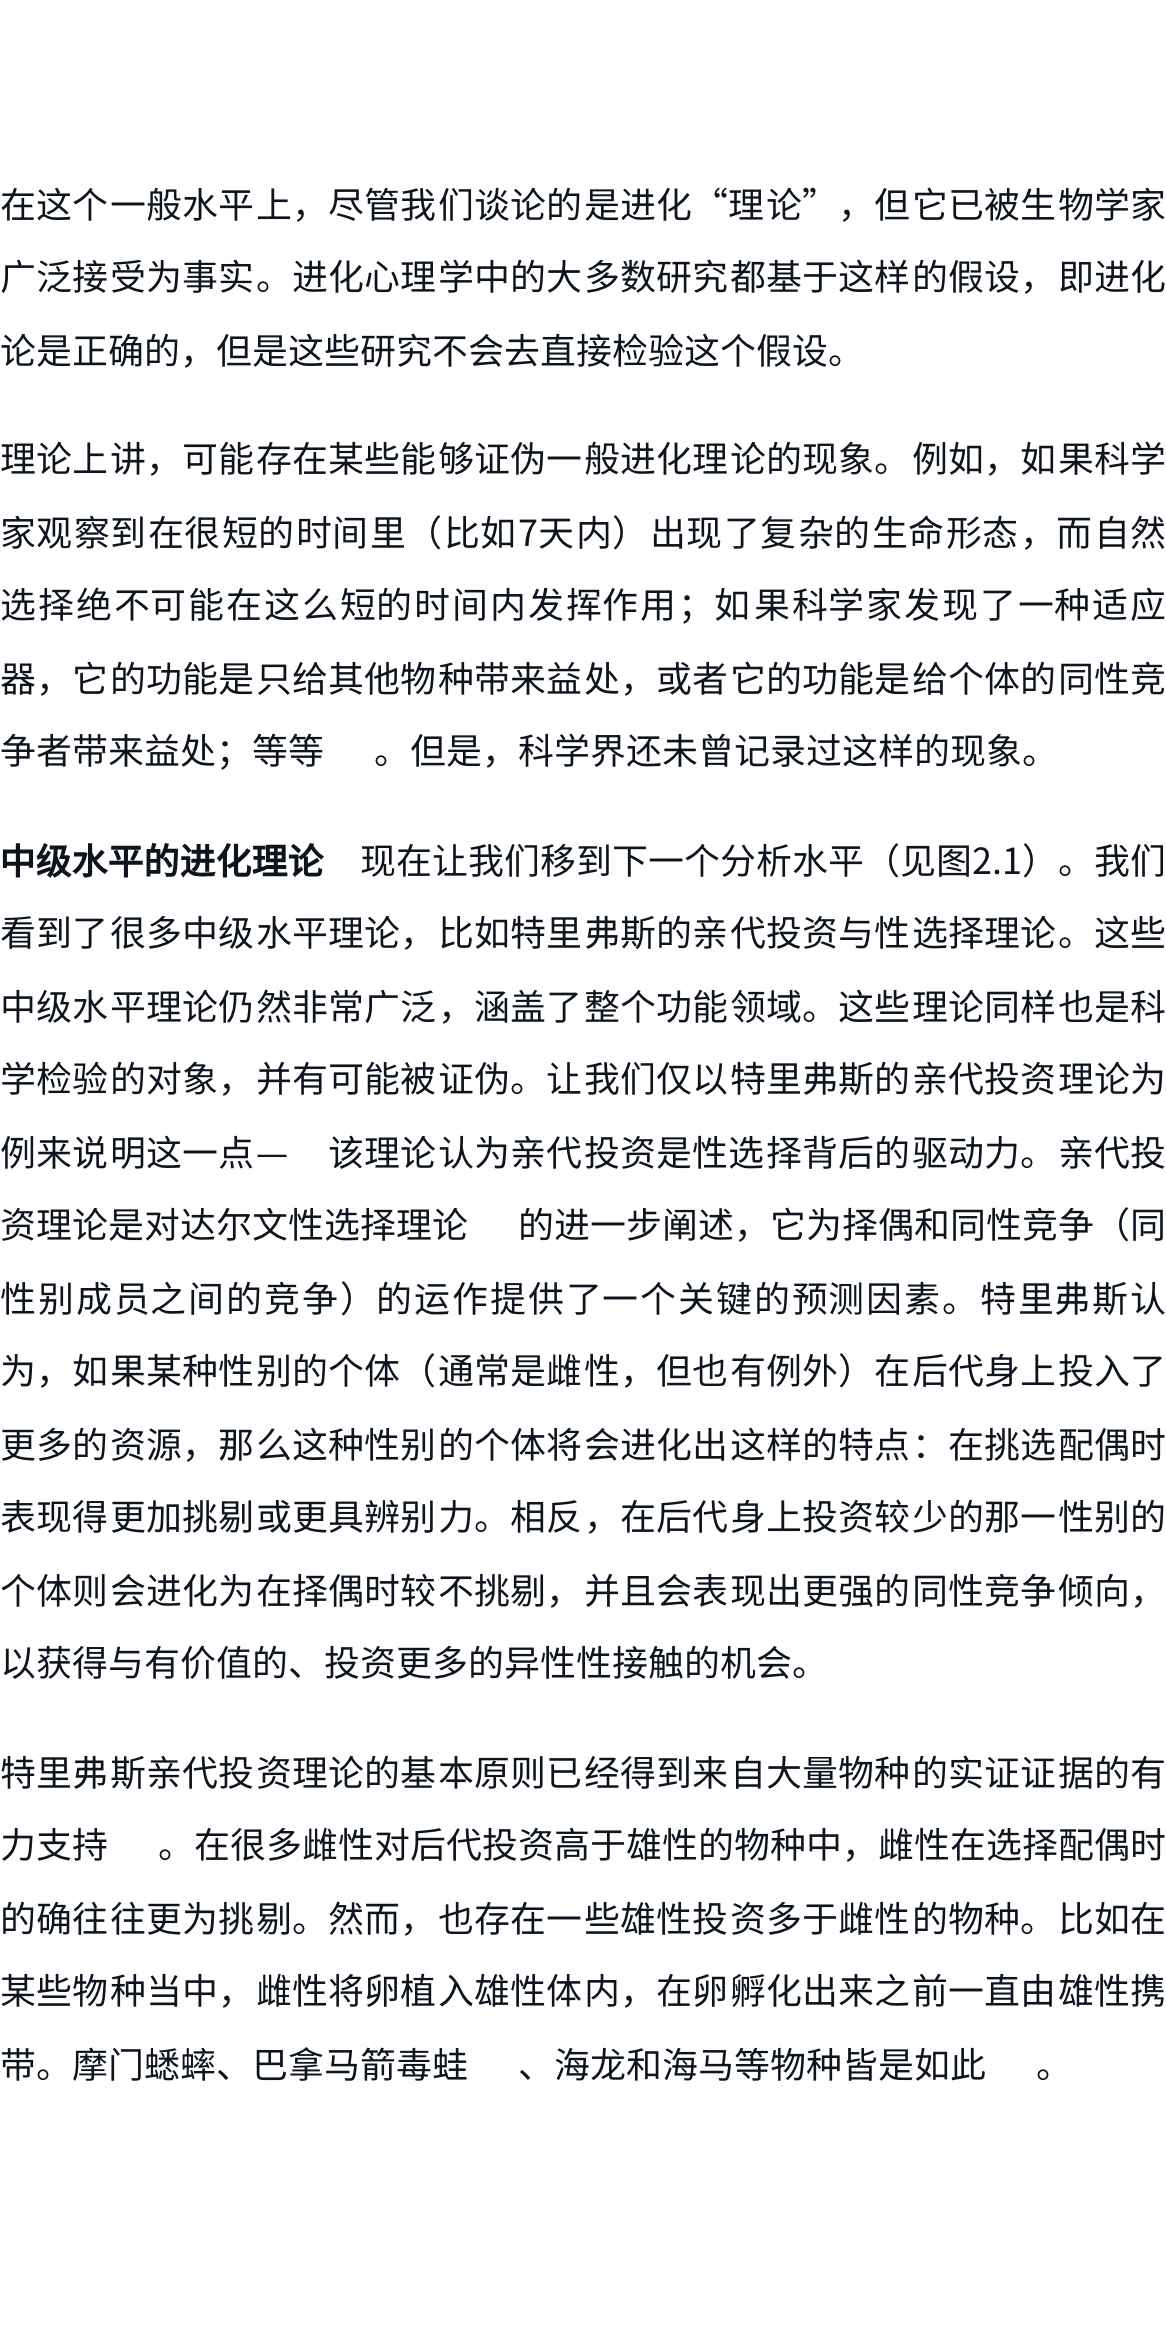 在这个一般水平上，尽管我们谈论的是进化“理论”，但它已被生物学家
广泛接受为事实。进化心理学中的大多数研究都基于这样的假设，即进化
论是正确的，但是这些研究不会去直接检验这个假设。
理论上讲，可能存在某些能够证伪一般进化理论的现象。例如，如果科学
家观察到在很短的时间里（比如7天内）出现了复杂的生命形态，而自然
选择绝不可能在这么短的时间内发挥作用；如果科学家发现了一种适应
器，它的功能是只给其他物种带来益处，或者它的功能是给个体的同性竞
争者带来益处；等等　。但是，科学界还未曾记录过这样的现象。
中级水平的进化理论　现在让我们移到下一个分析水平（见图2.1）。我们
看到了很多中级水平理论，比如特里弗斯的亲代投资与性选择理论。这些
中级水平理论仍然非常广泛，涵盖了整个功能领域。这些理论同样也是科
学检验的对象，并有可能被证伪。让我们仅以特里弗斯的亲代投资理论为
例来说明这一点—　该理论认为亲代投资是性选择背后的驱动力。亲代投
资理论是对达尔文性选择理论　的进一步阐述，它为择偶和同性竞争（同
性别成员之间的竞争）的运作提供了一个关键的预测因素。特里弗斯认
为，如果某种性别的个体（通常是雌性，但也有例外）在后代身上投入了
更多的资源，那么这种性别的个体将会进化出这样的特点：在挑选配偶时
表现得更加挑剔或更具辨别力。相反，在后代身上投资较少的那一性别的
个体则会进化为在择偶时较不挑剔，并且会表现出更强的同性竞争倾向，
以获得与有价值的、投资更多的异性性接触的机会。
特里弗斯亲代投资理论的基本原则已经得到来自大量物种的实证证据的有
力支持　。在很多雌性对后代投资高于雄性的物种中，雌性在选择配偶时
的确往往更为挑剔。然而，也存在一些雄性投资多于雌性的物种。比如在
某些物种当中，雌性将卵植入雄性体内，在卵孵化出来之前一直由雄性携
带。摩门蟋蟀、巴拿马箭毒蛙　、海龙和海马等物种皆是如此　。